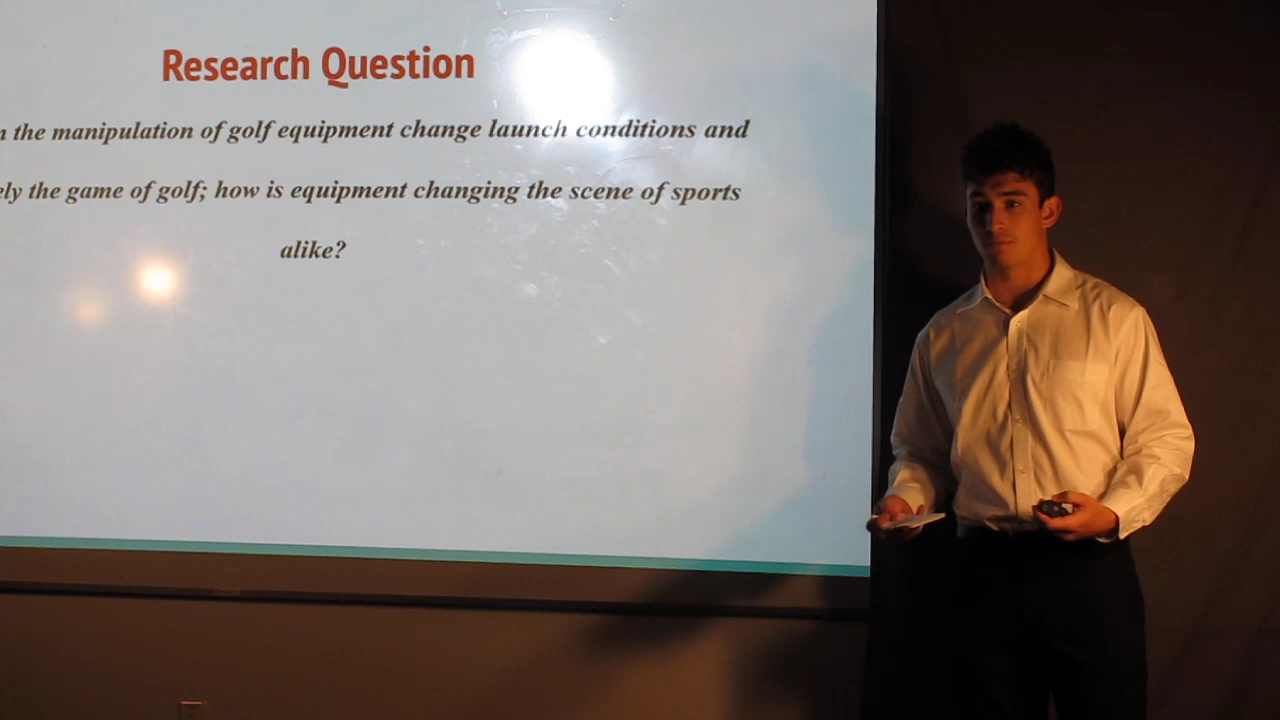 Research Question
the manipulation of golf equipment change launch conditions and
the game of golf; how is equipment changing the scene of sports
alike?